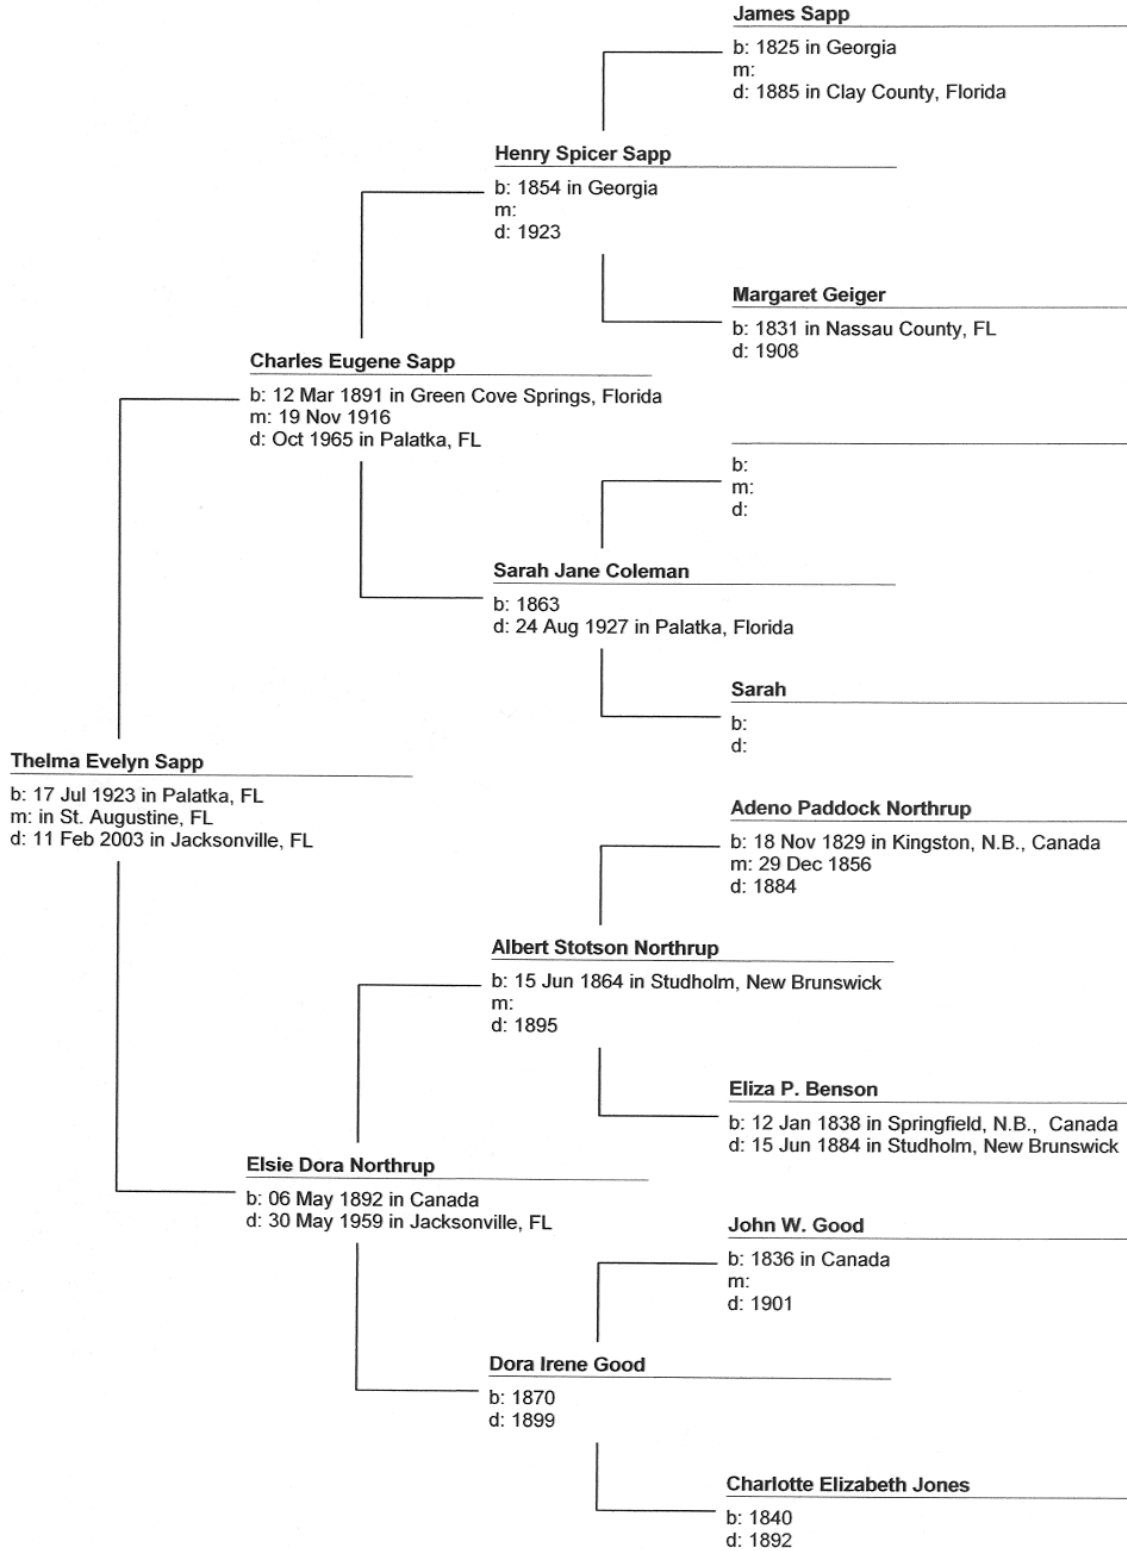 James Sapp
b: 1825 in Georgia
m:
d: 1885 in Clay County, Florida
Henry Spicer Sapp
b: 1854 in Georgia
m:
d: 1923
Margaret Geiger
b: 1831 in Nassau County, FL
d: 1908
Charles Eugene Sapp
b: 12 Mar 1891 in Green Cove Springs, Florida
m: 19 Nov 1916
d: Oct 1965 in Palatka, FL
b:
m:
d:
Sarah Jane Coleman
b: 1863
d: 24 Aug 1927 in Palatka, Florida
Sarah
b:
d:
Thelma Evelyn Sapp
b: 17 Jul 1923 in Palatka, FL
m: in St. Augustine, FL
d: 11 Feb 2003 in Jacksonville, FL
Adeno Paddock Northrup
b: 18 Nov 1829 in Kingston, N.B., Canada
m: 29 Dec 1856
d: 1884
Albert Stotson Northrup
b: 15 Jun 1864 in Studholm, New Brunswick
m:
d: 1895
Eliza P. Benson
b: 12 Jan 1838 in Springfield, N.B., Canada
d: 15 Jun 1884 in Studholm, New Brunswick
Elsie Dora Northrup
b: 06 May 1892 in Canada
d: 30 May 1959 in Jacksonville, FL
John W. Good
b: 1836 in Canada
m:
d: 1901
Dora Irene Good
b: 1870
d: 1899
Charlotte Elizabeth Jones
b: 1840
d: 1892